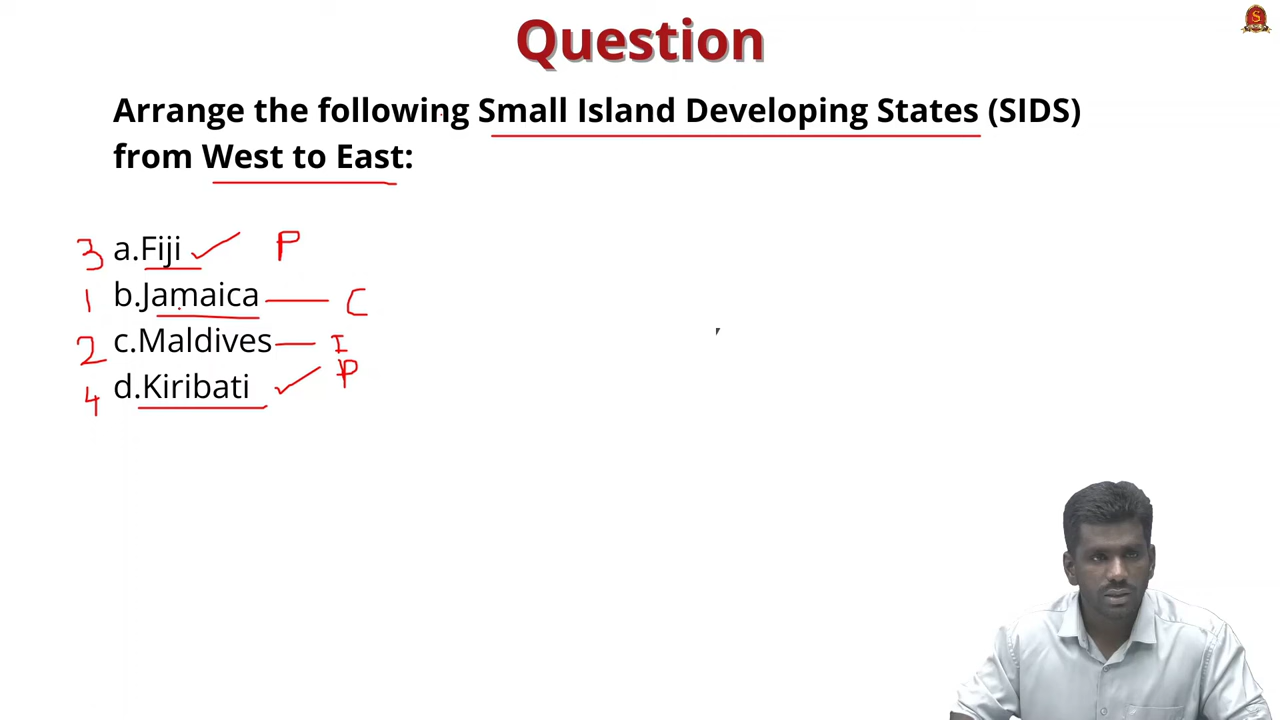 Question
Arrange the following Small Island Developing States (SIDS)
from West to East:
3 a.Fiji P
1 b.Jamaica C
2 c.Maldives I
4 d.Kiribati P